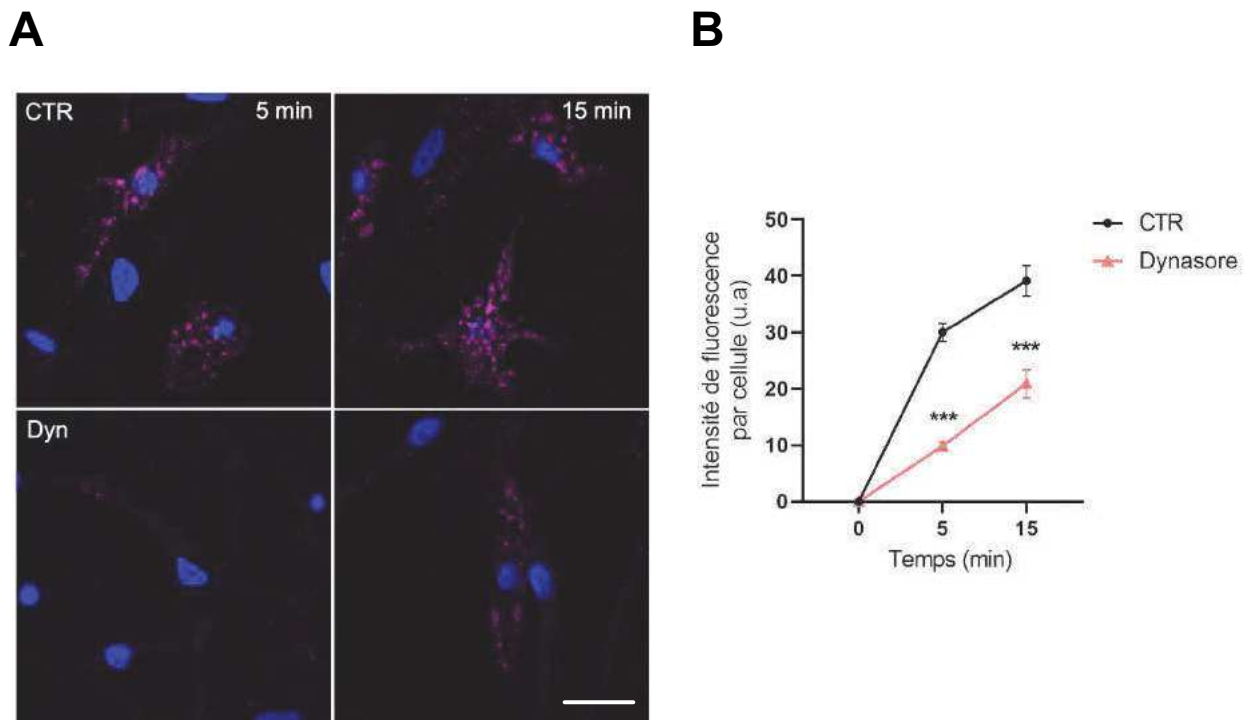 A
B
CTR
5 min
15 min
Dyn
Intensité de fluorescence
par cellule (u.a)
50
40
30
20
10
0
***
***
0
5
15
Temps (min)
CTR
Dynasore